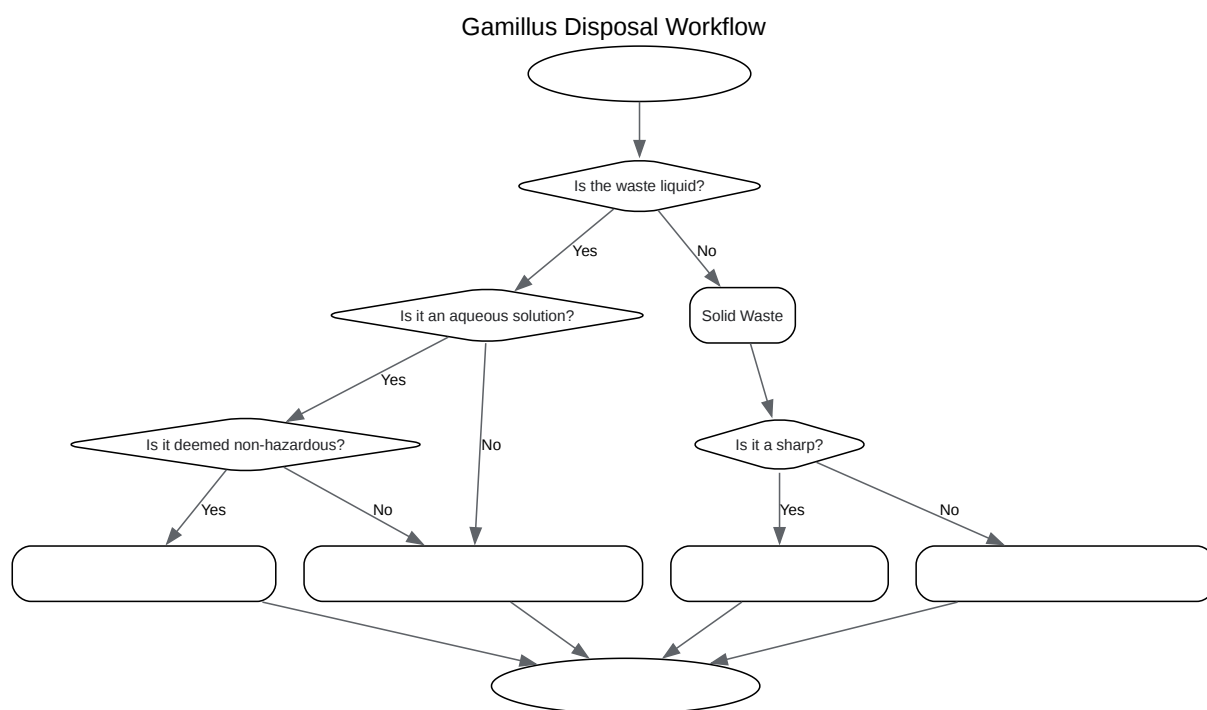 Gamillus Disposal Workflow
Is the waste liquid?
Yes
No
Is it an aqueous solution?
Solid Waste
Yes
No
Is it deemed non-hazardous?
Is it a sharp?
Yes
No
Yes
No